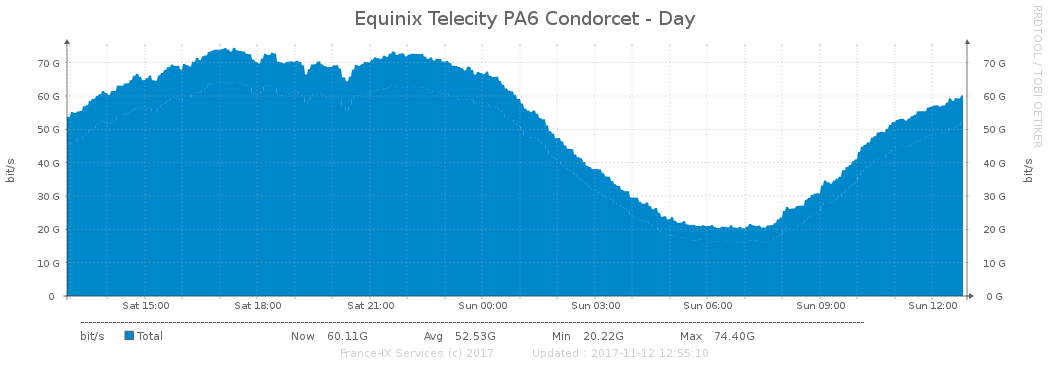 Equinix Telecity PA6 Condorcet - Day
RRDTOOL / TOBI OETIKER
bit/s
bit/s
70 G 70 G
60 G 60 G
50 G 50 G
40 G 40 G
30 G 30 G
20 G 20 G
10 G 10 G
0 0 G
Sat 15:00 Sat 18:00 Sat 21:00 Sun 00:00 Sun 03:00 Sun 06:00 Sun 09:00 Sun 12:00
bit/s Total Now 60.11G Avg 52.53G Min 20.22G Max 74.40G
France-IX Services (c) 2017 Updated : 2017-11-12 12:55:10